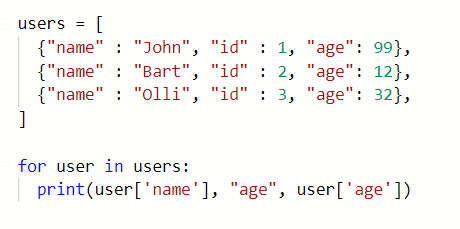 users = [
  {"name" : "John", "id" : 1, "age": 99},
  {"name" : "Bart", "id" : 2, "age": 12},
  {"name" : "Olli", "id" : 3, "age": 32},
]
for user in users:
  print(user['name'], "age", user['age'])